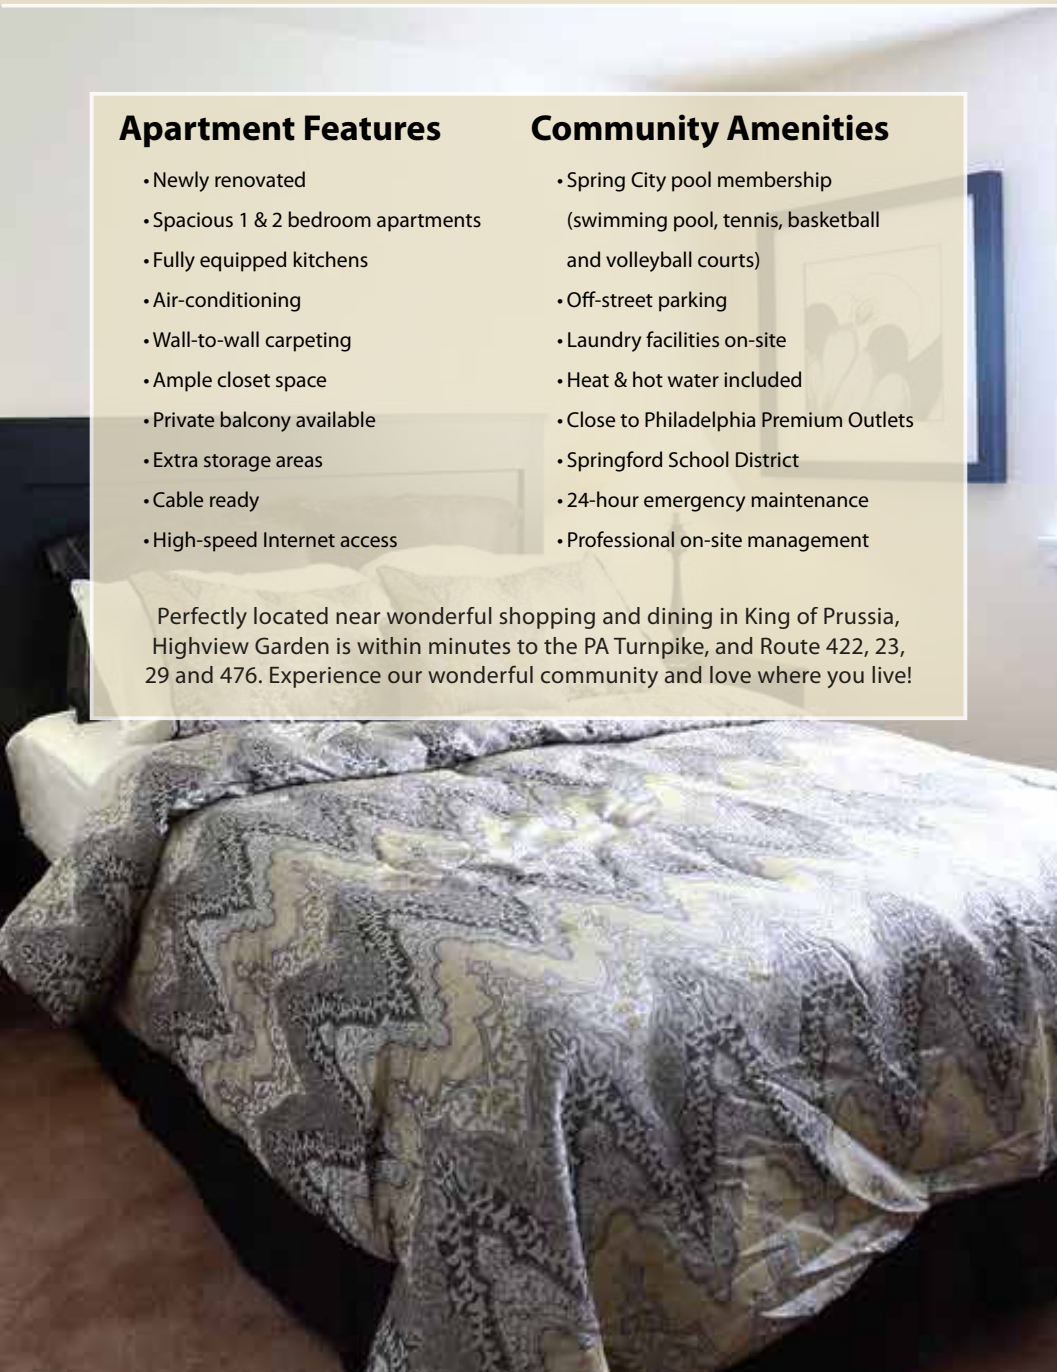 Apartment Features
• Newly renovated
• Spacious 1 & 2 bedroom apartments
• Fully equipped kitchens
• Air-conditioning
• Wall-to-wall carpeting
• Ample closet space
• Private balcony available
• Extra storage areas
• Cable ready
• High-speed Internet access
Community Amenities
• Spring City pool membership
(swimming pool, tennis, basketball
and volleyball courts)
• Off-street parking
• Laundry facilities on-site
• Heat & hot water included
• Close to Philadelphia Premium Outlets
• Springford School District
• 24-hour emergency maintenance
• Professional on-site management
Perfectly located near wonderful shopping and dining in King of Prussia,
Highview Garden is within minutes to the PA Turnpike, and Route 422, 23,
29 and 476. Experience our wonderful community and love where you live!